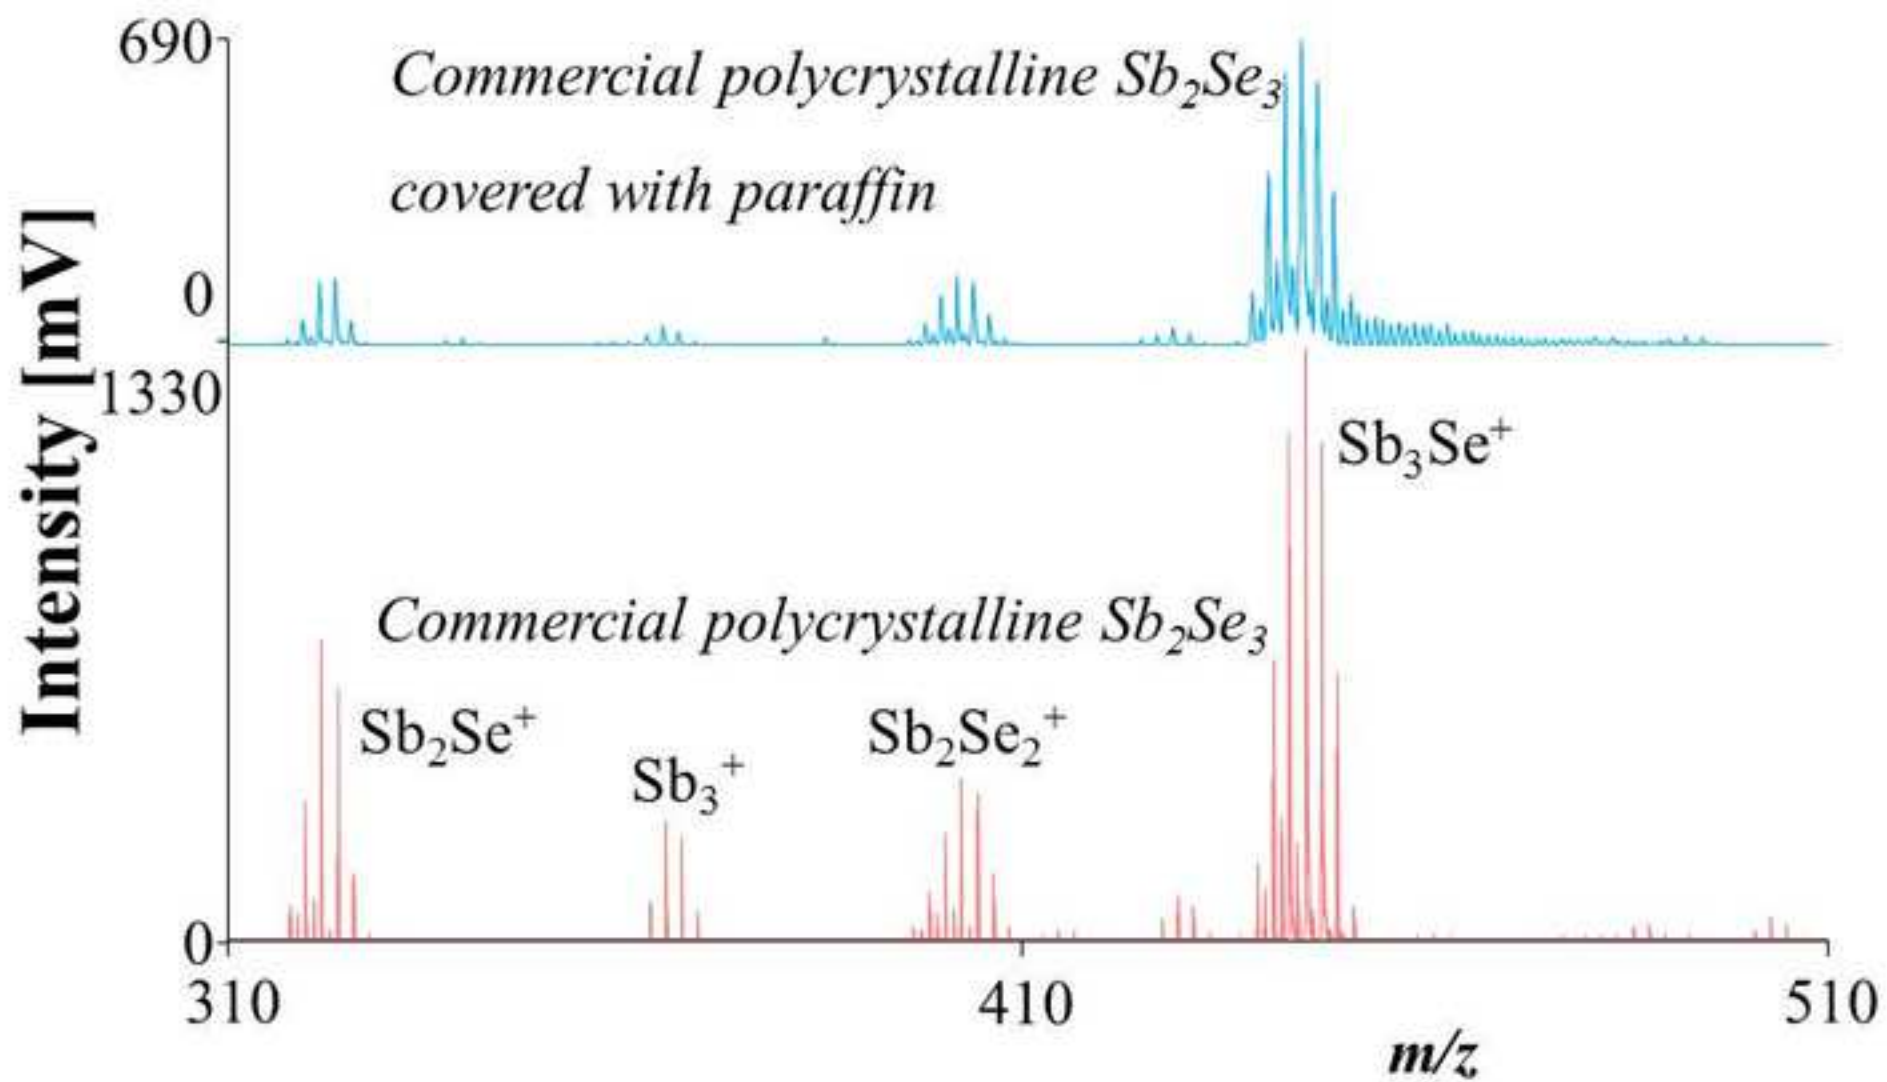 Intensity [mV]
690
Commercial polycrystalline Sb₂Se₃
covered with paraffin
0
1330
Sb₃Se⁺
Commercial polycrystalline Sb₂Se₃
Sb₂Se⁺
Sb₃⁺
Sb₂Se₂⁺
0
310
410
510
m/z